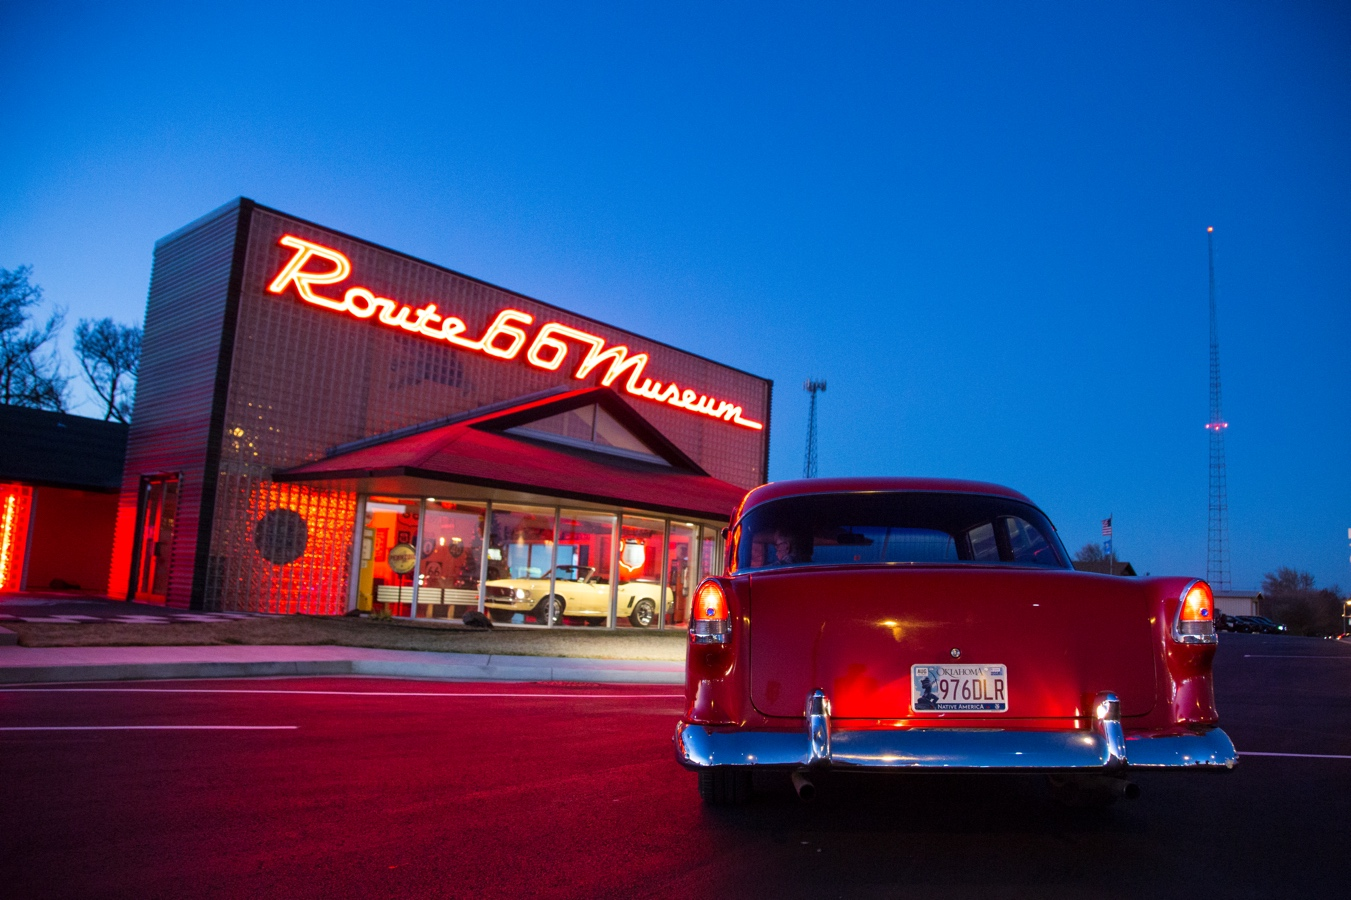 Route 66 Museum
OKLAHOMA
976DLR
NATIVE AMERICA